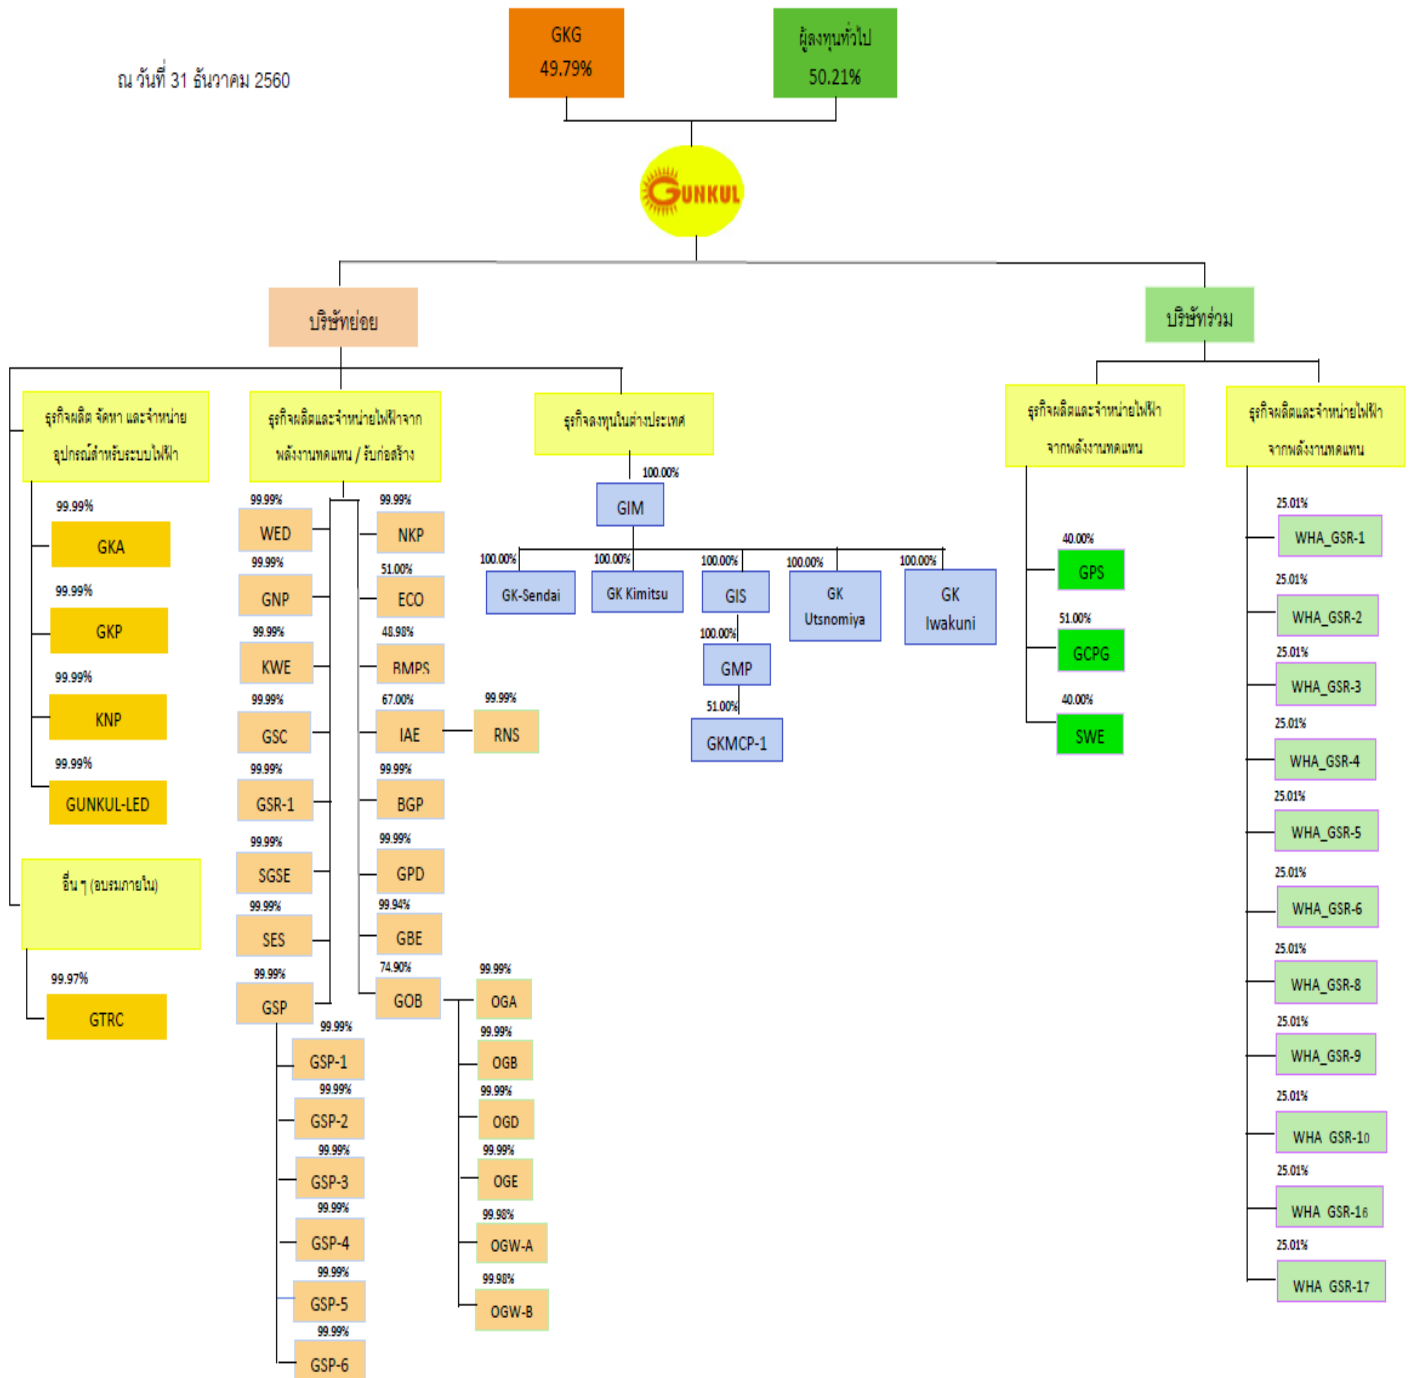 GKG
49.79%
ผู้ลงทุนทั่วไป
50.21%
ณ วันที่ 31 ธันวาคม 2560
GUNKUL
บริษัทย่อย
บริษัทร่วม
ธุรกิจผลิต จัดหา และจำหน่าย
อุปกรณ์สำหรับระบบไฟฟ้า
99.99%
GKA
99.99%
GKP
99.99%
KNP
99.99%
GUNKUL-LED
อื่น ๆ (อบรมภายใน)
99.97%
GTRC
ธุรกิจผลิตและจำหน่ายไฟฟ้าจาก
พลังงานทดแทน / รับก่อสร้าง
99.99%
WED
99.99%
GNP
99.99%
KWE
99.99%
GSC
99.99%
GSR-1
99.99%
SGSE
99.99%
SES
99.99%
GSP
99.99%
GSP-1
99.99%
GSP-2
99.99%
GSP-3
99.99%
GSP-4
99.99%
GSP-5
99.99%
GSP-6
99.99%
NKP
51.00%
ECO
48.98%
BMPS
67.00%
IAE
99.99%
RNS
99.99%
BGP
99.99%
GPD
99.94%
GBE
74.90%
GOB
99.99%
OGA
99.99%
OGB
99.99%
OGD
99.99%
OGE
99.98%
OGW-A
99.98%
OGW-B
ธุรกิจลงทุนในต่างประเทศ
100.00%
GIM
100.00%
GK-Sendai
100.00%
GK Kimitsu
100.00%
GIS
100.00%
GMP
51.00%
GKMCP-1
100.00%
GK
Utsnomiya
100.00%
GK
Iwakuni
ธุรกิจผลิตและจำหน่ายไฟฟ้า
จากพลังงานทดแทน
40.00%
GPS
51.00%
GCPG
40.00%
SWE
ธุรกิจผลิตและจำหน่ายไฟฟ้า
จากพลังงานทดแทน
25.01%
WHA_GSR-1
25.01%
WHA_GSR-2
25.01%
WHA_GSR-3
25.01%
WHA_GSR-4
25.01%
WHA_GSR-5
25.01%
WHA_GSR-6
25.01%
WHA_GSR-8
25.01%
WHA_GSR-9
25.01%
WHA GSR-10
25.01%
WHA GSR-16
25.01%
WHA GSR-17